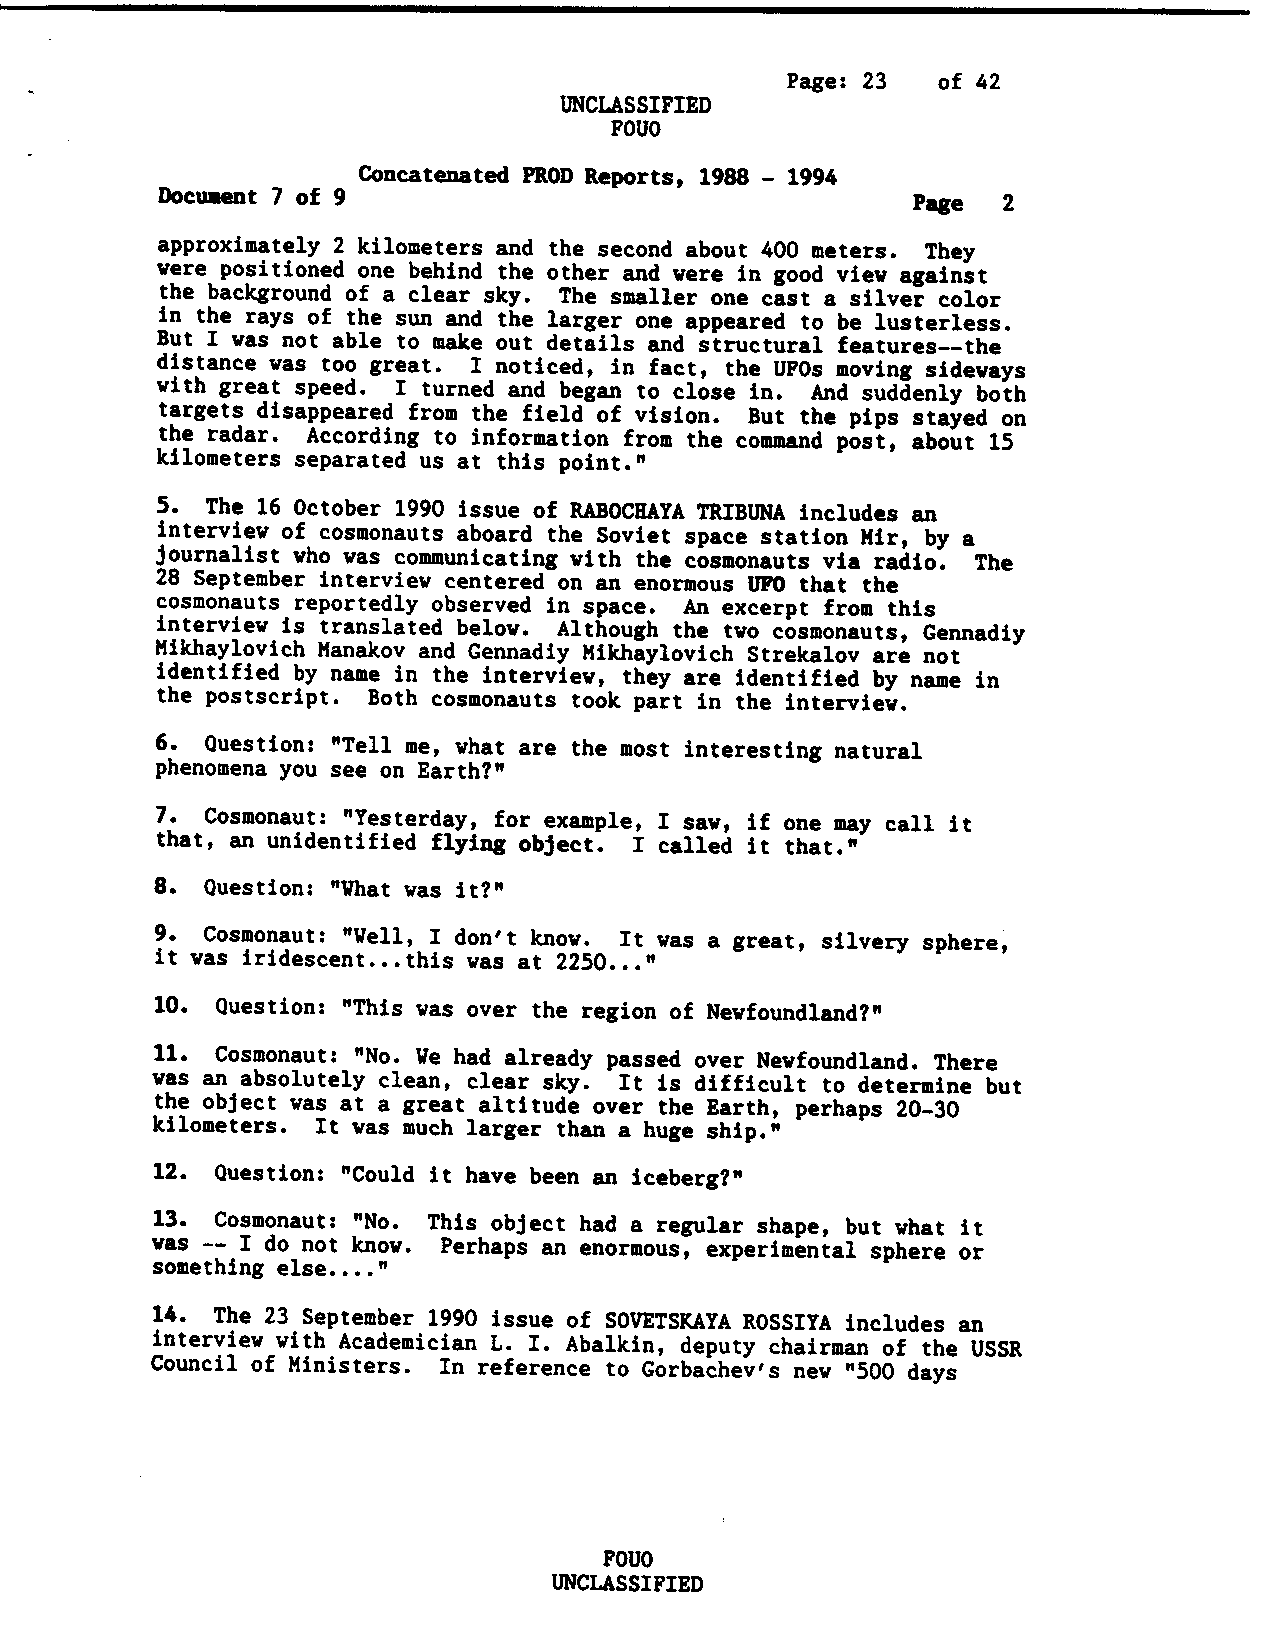 Page: 23 of 42
UNCLASSIFIED
FOUO
Concatenated PROD Reports, 1988 - 1994
Document 7 of 9 Page 2
approximately 2 kilometers and the second about 400 meters. They
were positioned one behind the other and were in good view against
the background of a clear sky. The smaller one cast a silver color
in the rays of the sun and the larger one appeared to be lusterless.
But I was not able to make out details and structural features--the
distance was too great. I noticed, in fact, the UFOs moving sideways
with great speed. I turned and began to close in. And suddenly both
targets disappeared from the field of vision. But the pips stayed on
the radar. According to information from the command post, about 15
kilometers separated us at this point."
5. The 16 October 1990 issue of RABOCHAYA TRIBUNA includes an
interview of cosmonauts aboard the Soviet space station Mir, by a
journalist who was communicating with the cosmonauts via radio. The
28 September interview centered on an enormous UFO that the
cosmonauts reportedly observed in space. An excerpt from this
interview is translated below. Although the two cosmonauts, Gennadiy
Mikhaylovich Manakov and Gennadiy Mikhaylovich Strekalov are not
identified by name in the interview, they are identified by name in
the postscript. Both cosmonauts took part in the interview.
6. Question: "Tell me, what are the most interesting natural
phenomena you see on Earth?"
7. Cosmonaut: "Yesterday, for example, I saw, if one may call it
that, an unidentified flying object. I called it that."
8. Question: "What was it?"
9. Cosmonaut: "Well, I don't know. It was a great, silvery sphere,
it was iridescent...this was at 2250..."
10. Question: "This was over the region of Newfoundland?"
11. Cosmonaut: "No. We had already passed over Newfoundland. There
was an absolutely clean, clear sky. It is difficult to determine but
the object was at a great altitude over the Earth, perhaps 20-30
kilometers. It was much larger than a huge ship."
12. Question: "Could it have been an iceberg?"
13. Cosmonaut: "No. This object had a regular shape, but what it
was -- I do not know. Perhaps an enormous, experimental sphere or
something else...."
14. The 23 September 1990 issue of SOVETSKAYA ROSSIYA includes an
interview with Academician L. I. Abalkin, deputy chairman of the USSR
Council of Ministers. In reference to Gorbachev's new "500 days
FOUO
UNCLASSIFIED